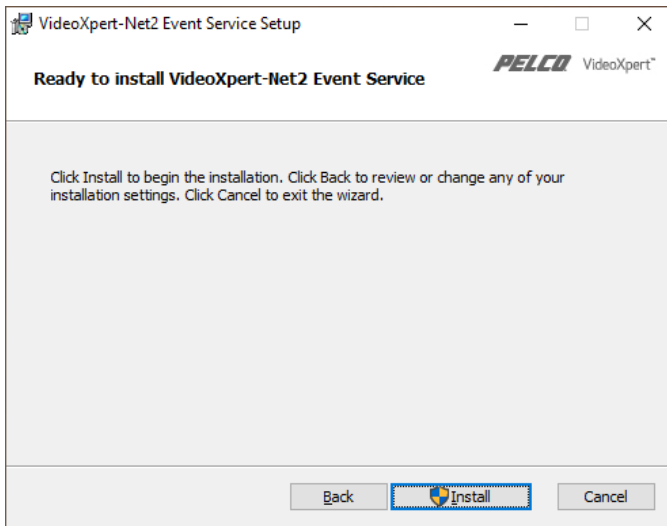 VideoXpert-Net2 Event Service Setup
Ready to install VideoXpert-Net2 Event Service
PELCO VideoXpert™
Click Install to begin the installation. Click Back to review or change any of your
installation settings. Click Cancel to exit the wizard.
Back Install Cancel